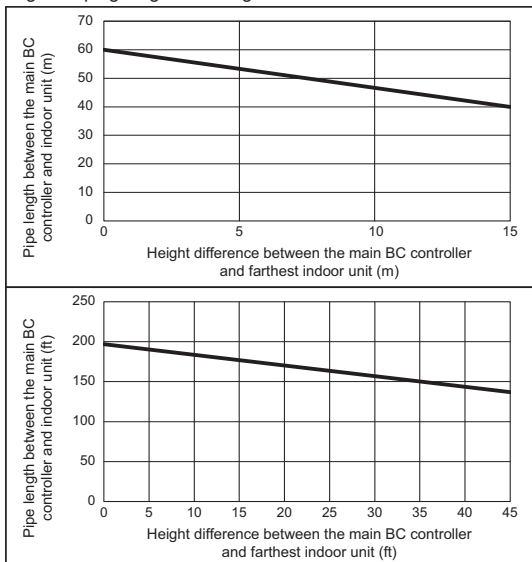 70
60
50
40
30
20
10
0
0 5 10 15
Pipe length between the main BC
controller and indoor unit (m)
Height difference between the main BC controller
and farthest indoor unit (m)
250
200
150
100
50
0
0 5 10 15 20 25 30 35 40 45
Pipe length between the main BC
controller and indoor unit (ft)
Height difference between the main BC controller
and farthest indoor unit (ft)